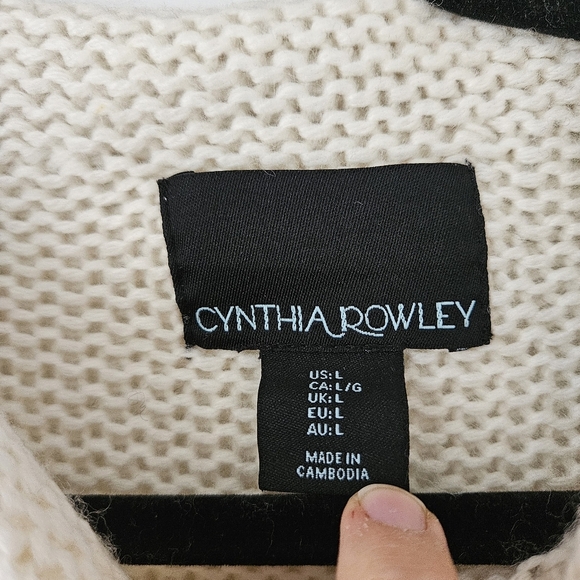 CYNTHIA ROWLEY
US: L
CA: L/G
UK: L
EU: L
AU: L
MADE IN
CAMBODIA